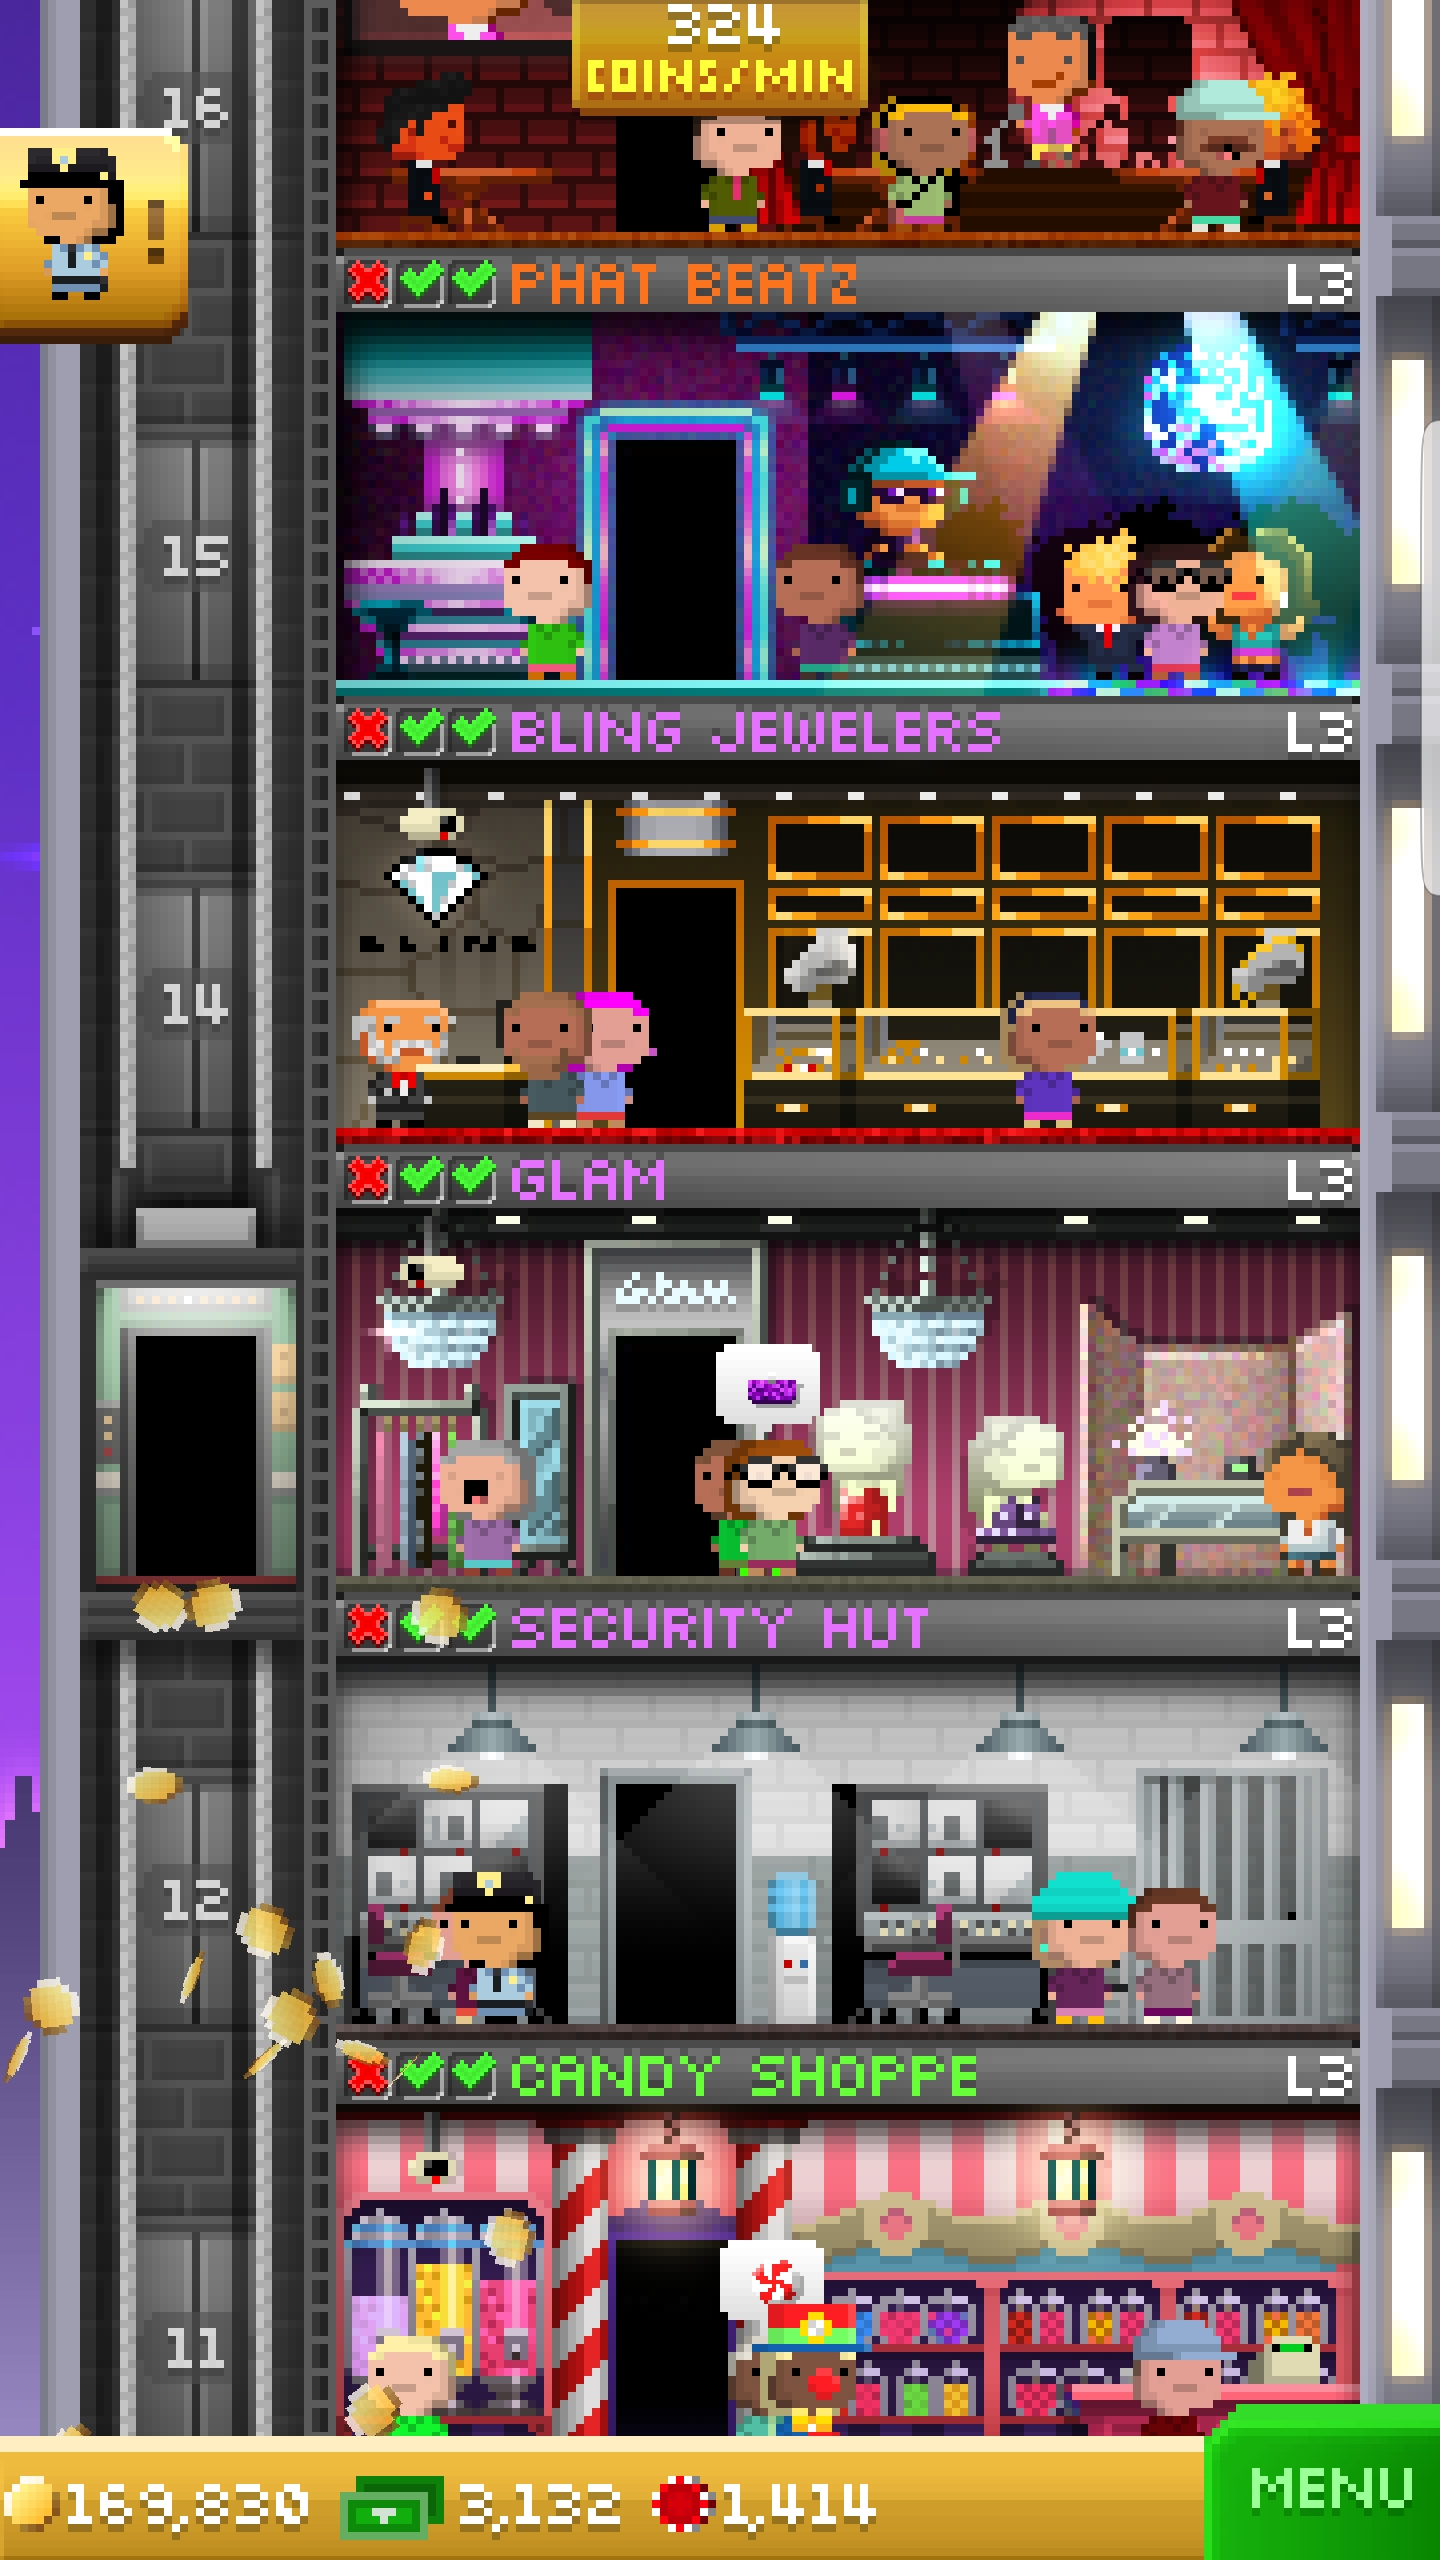 324
COINS/MIN
16
!
PHAT BEATZ L3
15
BLING JEWELERS L3
BLING
14
GLAM L3
Glam
SECURITY HUT L3
12
CANDY SHOPPE L3
11
169,830 3,132 1,414
MENU